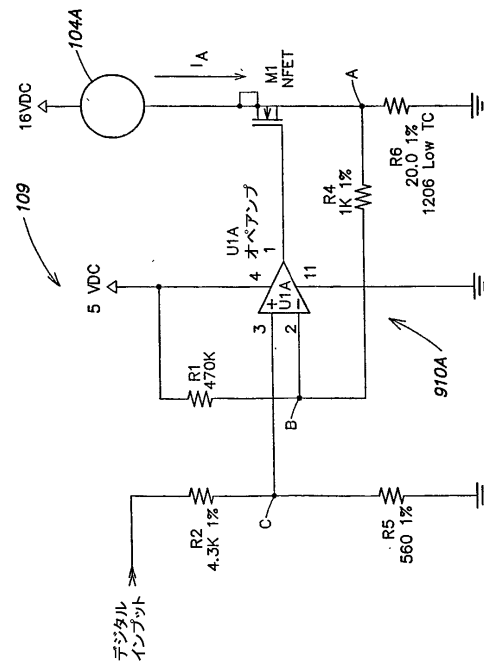 109
16VDC
104A
5 VDC
I A
U1A
オペアンプ
M1
NFET
R1
470K
4
3
1
U1A
+
−
2
11
A
R4
1K 1%
R6
20.0 1%
1206 Low TC
B
910A
デジタル
インプット
R2
4.3K 1%
C
R5
560 1%